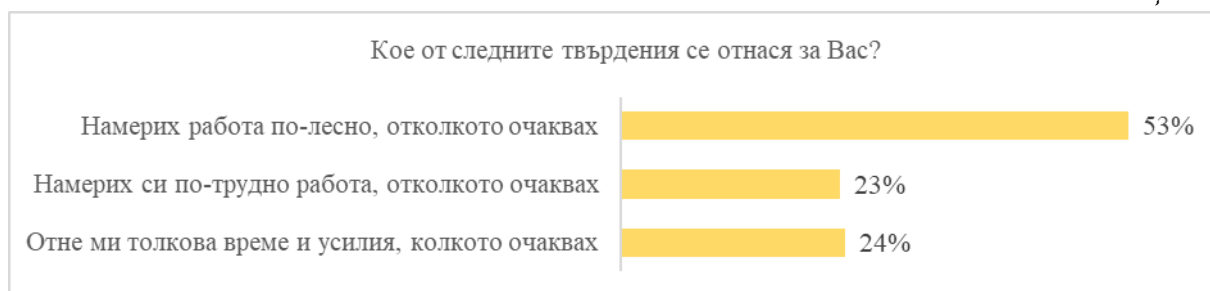 Кое от следните твърдения се отнася за Вас?
Намерих работа по-лесно, отколкото очаквах
53%
Намерих си по-трудно работа, отколкото очаквах
23%
Отне ми толкова време и усилия, колкото очаквах
24%